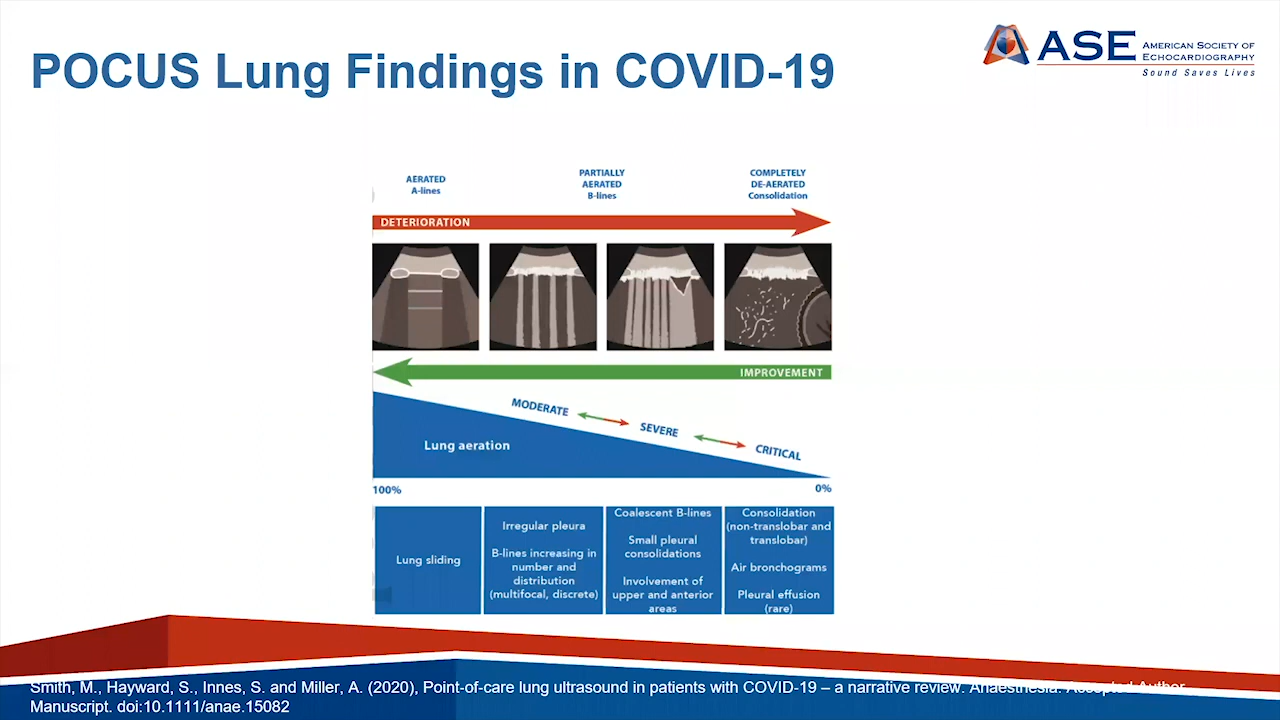 POCUS Lung Findings in COVID-19
ASE
AMERICAN SOCIETY OF
ECHOCARDIOGRAPHY
Sound Saves Lives
AERATED
A-lines
PARTIALLY
AERATED
B-lines
COMPLETELY
DE-AERATED
Consolidation
DETERIORATION
IMPROVEMENT
MODERATE
SEVERE
CRITICAL
Lung aeration
100%
0%
Lung sliding
Irregular pleura
B-lines increasing in
number and
distribution
(multifocal, discrete)
Coalescent B-lines
Small pleural
consolidations
Involvement of
upper and anterior
areas
Consolidation
(non-translobar and
translobar)
Air bronchograms
Pleural effusion
(rare)
Smith, M., Hayward, S., Innes, S. and Miller, A. (2020), Point-of-care lung ultrasound in patients with COVID-19 – a narrative review. Anaesthesia. Accepted Author
Manuscript. doi:10.1111/anae.15082